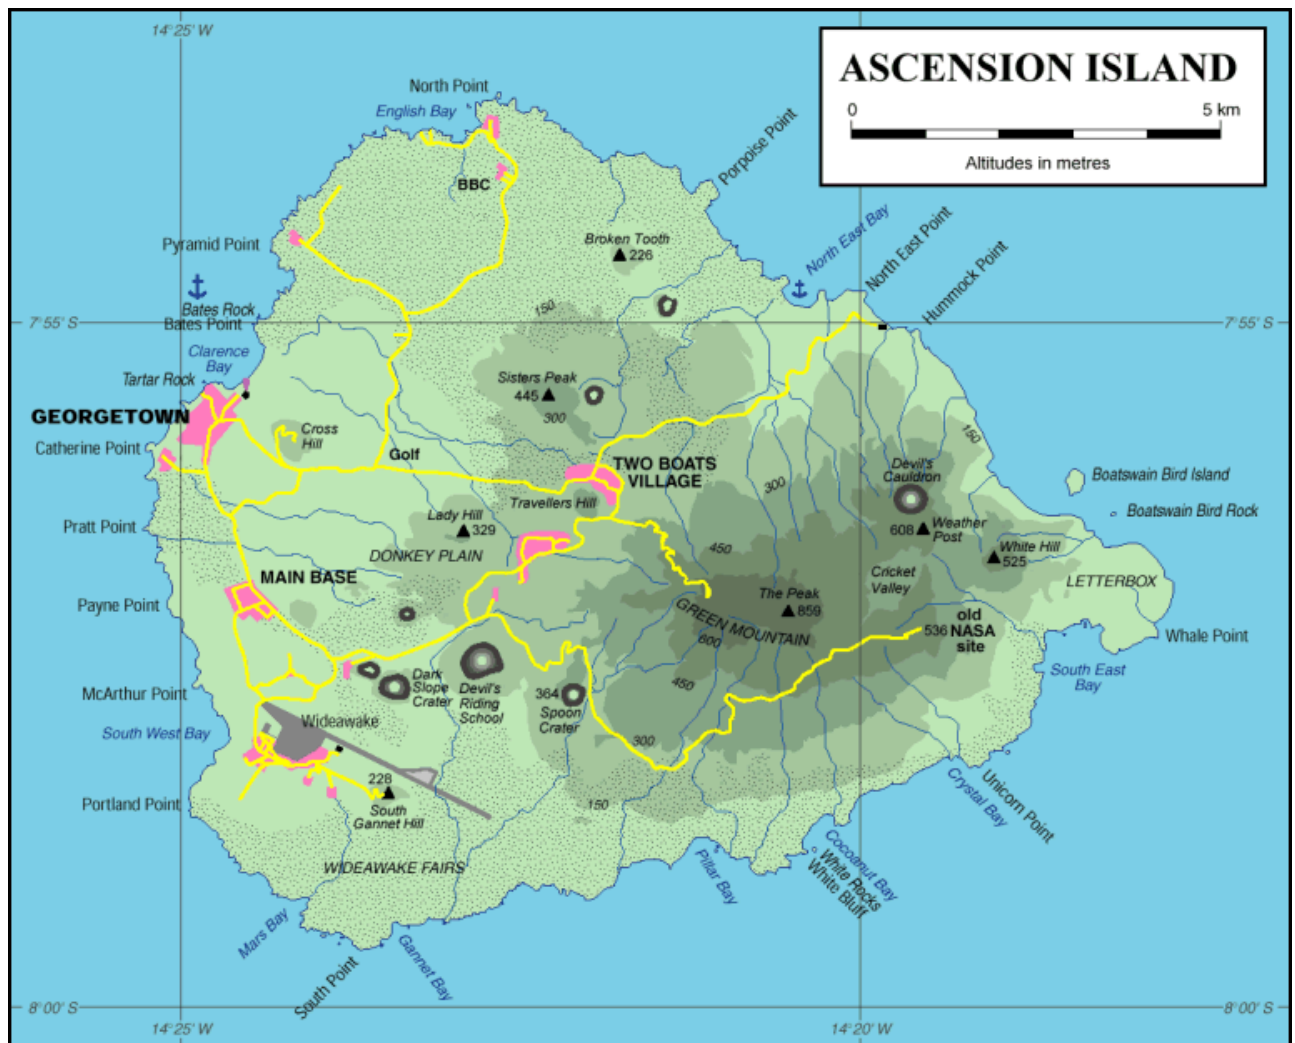 14°25' W
ASCENSION ISLAND
0
5 km
Altitudes in metres
North Point
English Bay
Porpoise Point
BBC
North East Bay
North East Point
Hummock Point
Pyramid Point
Broken Tooth
226
Bates Rock
Bates Point
7°55' S
150
7°55' S
Clarence
Bay
Tartar Rock
Sisters Peak
445
300
GEORGETOWN
Cross
Hill
Catherine Point
Golf
150
TWO BOATS
VILLAGE
Devil's
Cauldron
Boatswain Bird Island
300
Travellers Hill
Boatswain Bird Rock
Pratt Point
Lady Hill
329
608
Weather
Post
DONKEY PLAIN
450
White Hill
525
MAIN BASE
Cricket
Valley
LETTERBOX
Payne Point
The Peak
859
GREEN MOUNTAIN
600
536
old
NASA
site
Whale Point
South East
Bay
McArthur Point
Dark
Slope
Crater
Devil's
Riding
School
364
Spoon
Crater
450
Wideawake
South West Bay
300
228
Portland Point
South
Gannet Hill
150
Unicorn Point
Crystal Bay
WIDEAWAKE FAIRS
Pillar Bay
Cocoanut Bay
White Rocks
White Bluff
Mars Bay
South Point
Gannet Bay
8°00' S
8°00' S
14°25' W
14°20' W